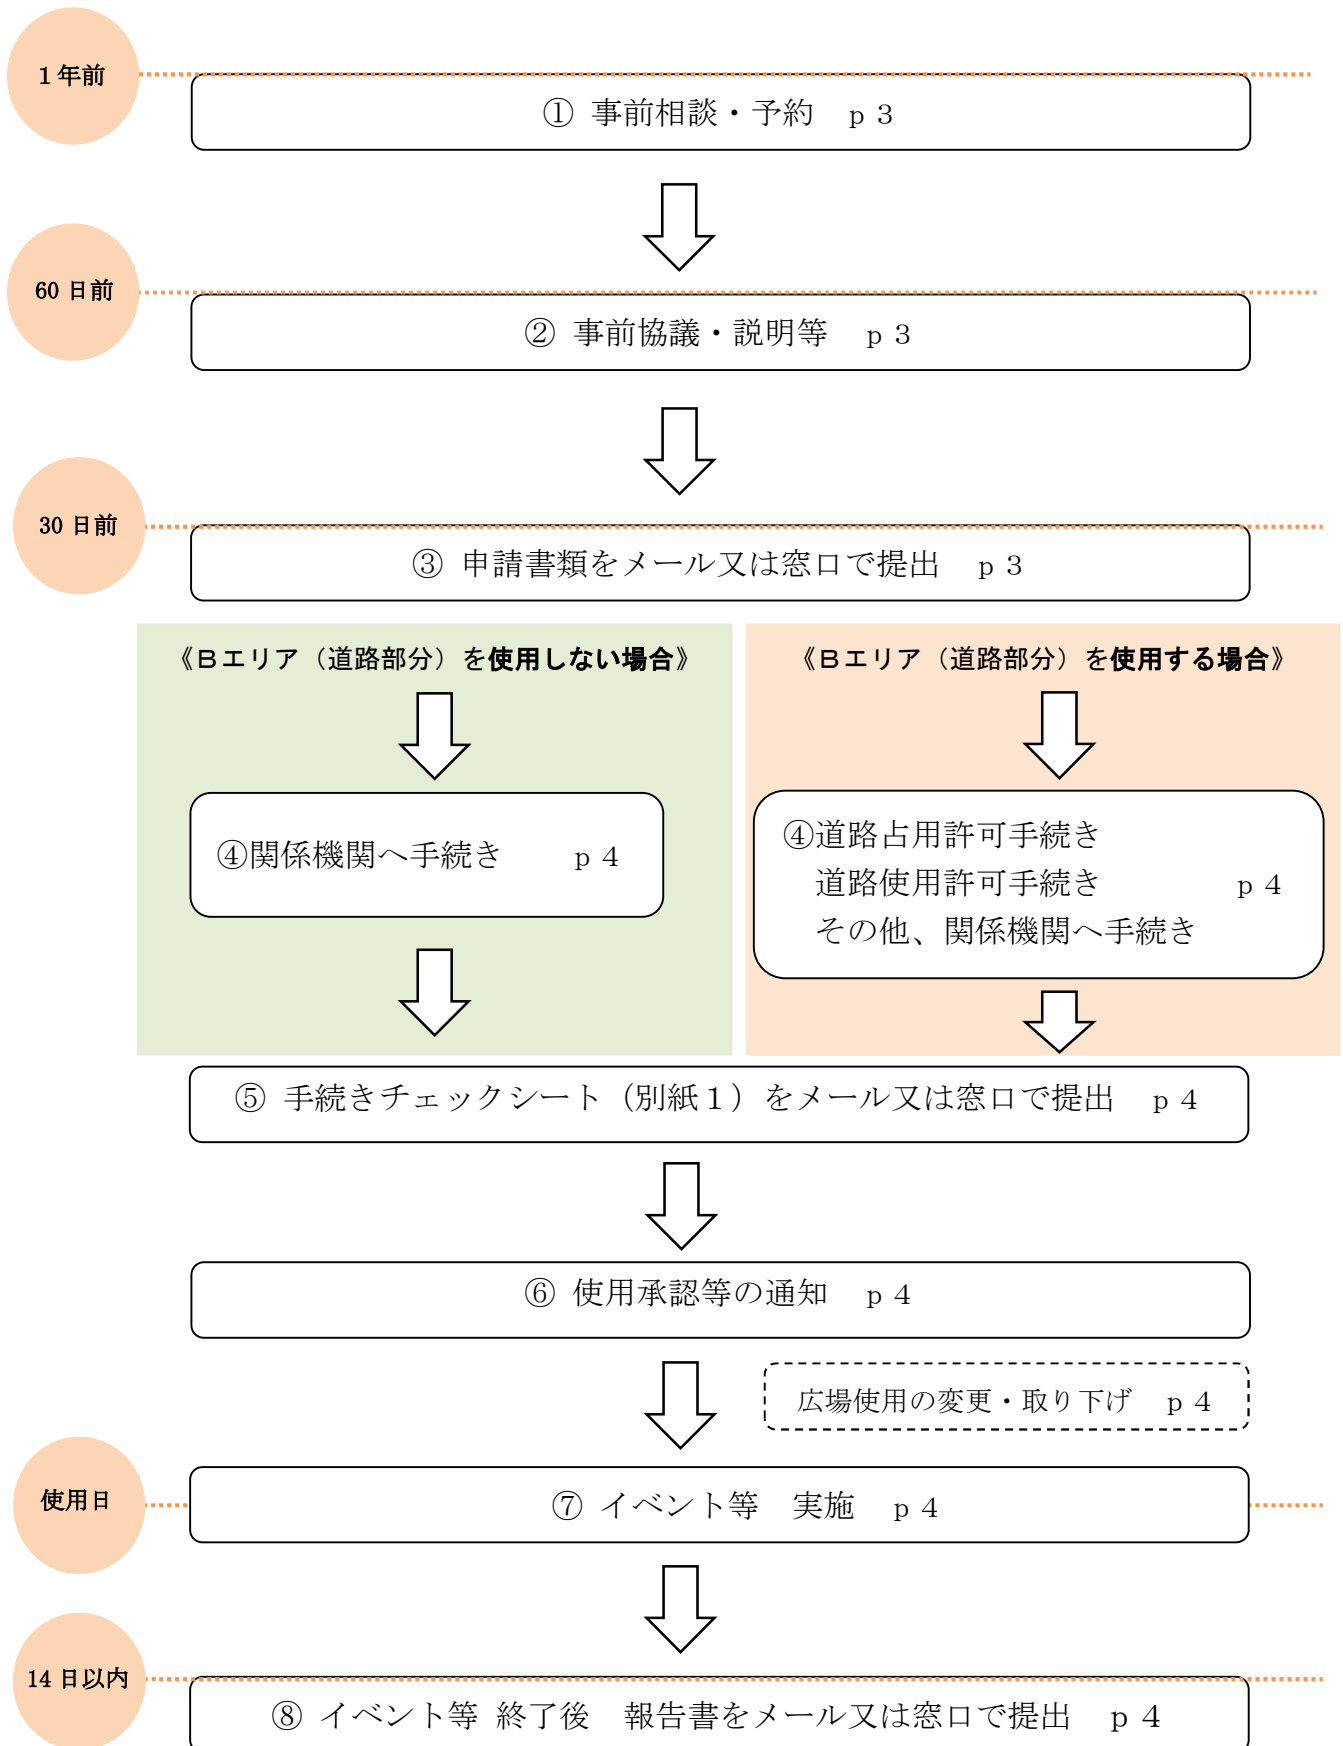 1年前
① 事前相談・予約　p 3
60 日前
② 事前協議・説明等　p 3
30 日前
③ 申請書類をメール又は窓口で提出　p 3
《Bエリア（道路部分）を使用しない場合》
④関係機関へ手続き　p 4
《Bエリア（道路部分）を使用する場合》
④道路占用許可手続き
道路使用許可手続き　p 4
その他、関係機関へ手続き
⑤ 手続きチェックシート（別紙１）をメール又は窓口で提出　p 4
⑥ 使用承認等の通知　p 4
広場使用の変更・取り下げ　p 4
使用日
⑦ イベント等　実施　p 4
14 日以内
⑧ イベント等 終了後　報告書をメール又は窓口で提出　p 4